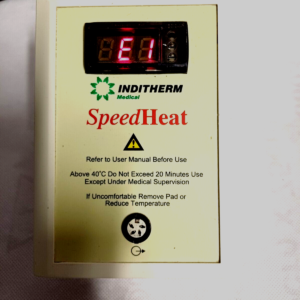 E1
INDITHERM
Medical
SpeedHeat
Refer to User Manual Before Use
Above 40°C Do Not Exceed 20 Minutes Use
Except Under Medical Supervision
If Uncomfortable Remove Pad or
Reduce Temperature